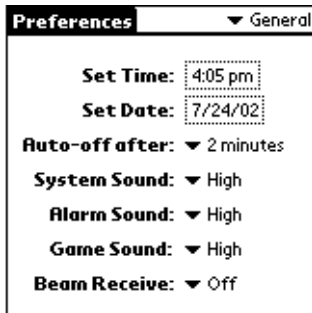 Preferences General
Set Time: 4:05 pm
Set Date: 7/24/02
Auto-off after: 2 minutes
System Sound: High
Alarm Sound: High
Game Sound: High
Beam Receive: Off